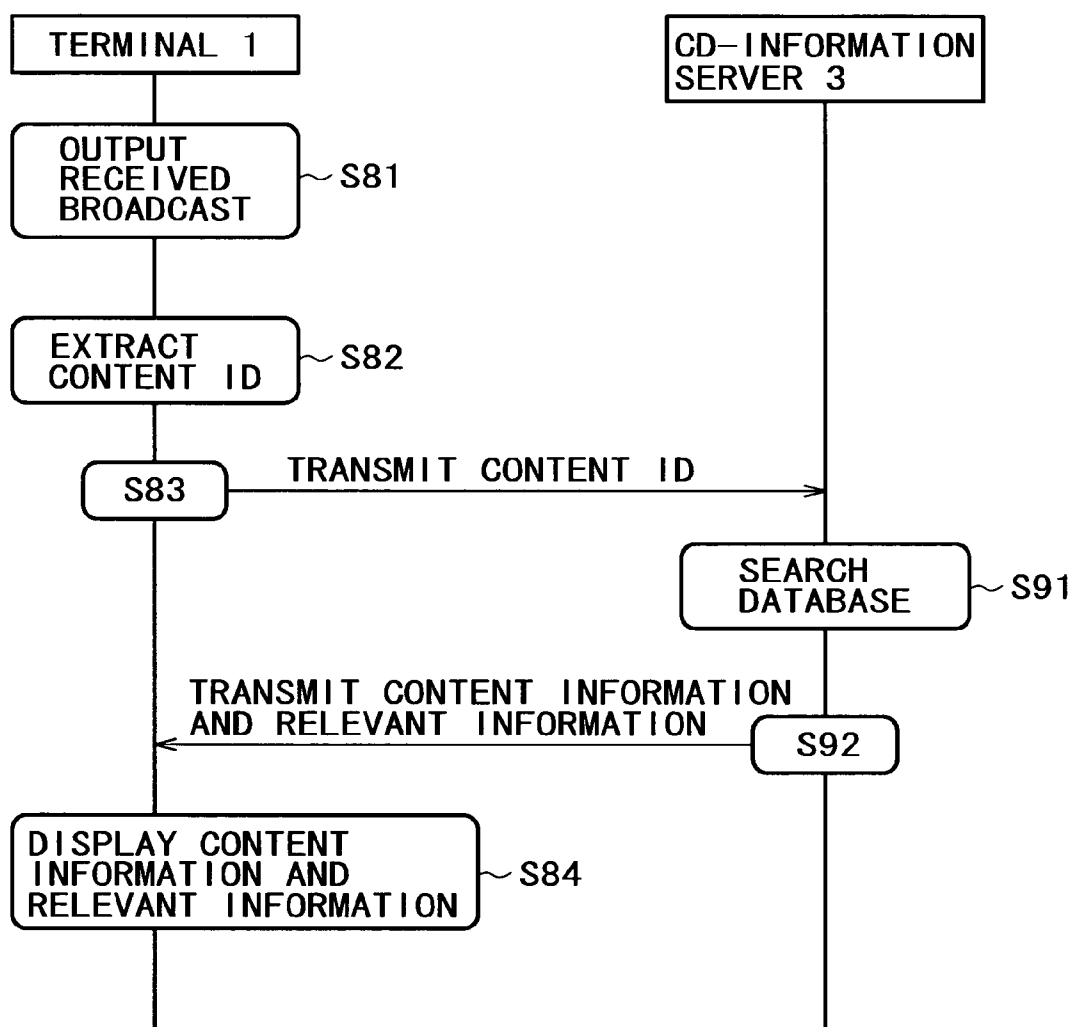 TERMINAL 1
CD-INFORMATION
SERVER 3
OUTPUT
RECEIVED
BROADCAST
S81
EXTRACT
CONTENT ID
S82
S83
TRANSMIT CONTENT ID
SEARCH
DATABASE
S91
TRANSMIT CONTENT INFORMATION
AND RELEVANT INFORMATION
S92
DISPLAY CONTENT
INFORMATION AND
RELEVANT INFORMATION
S84